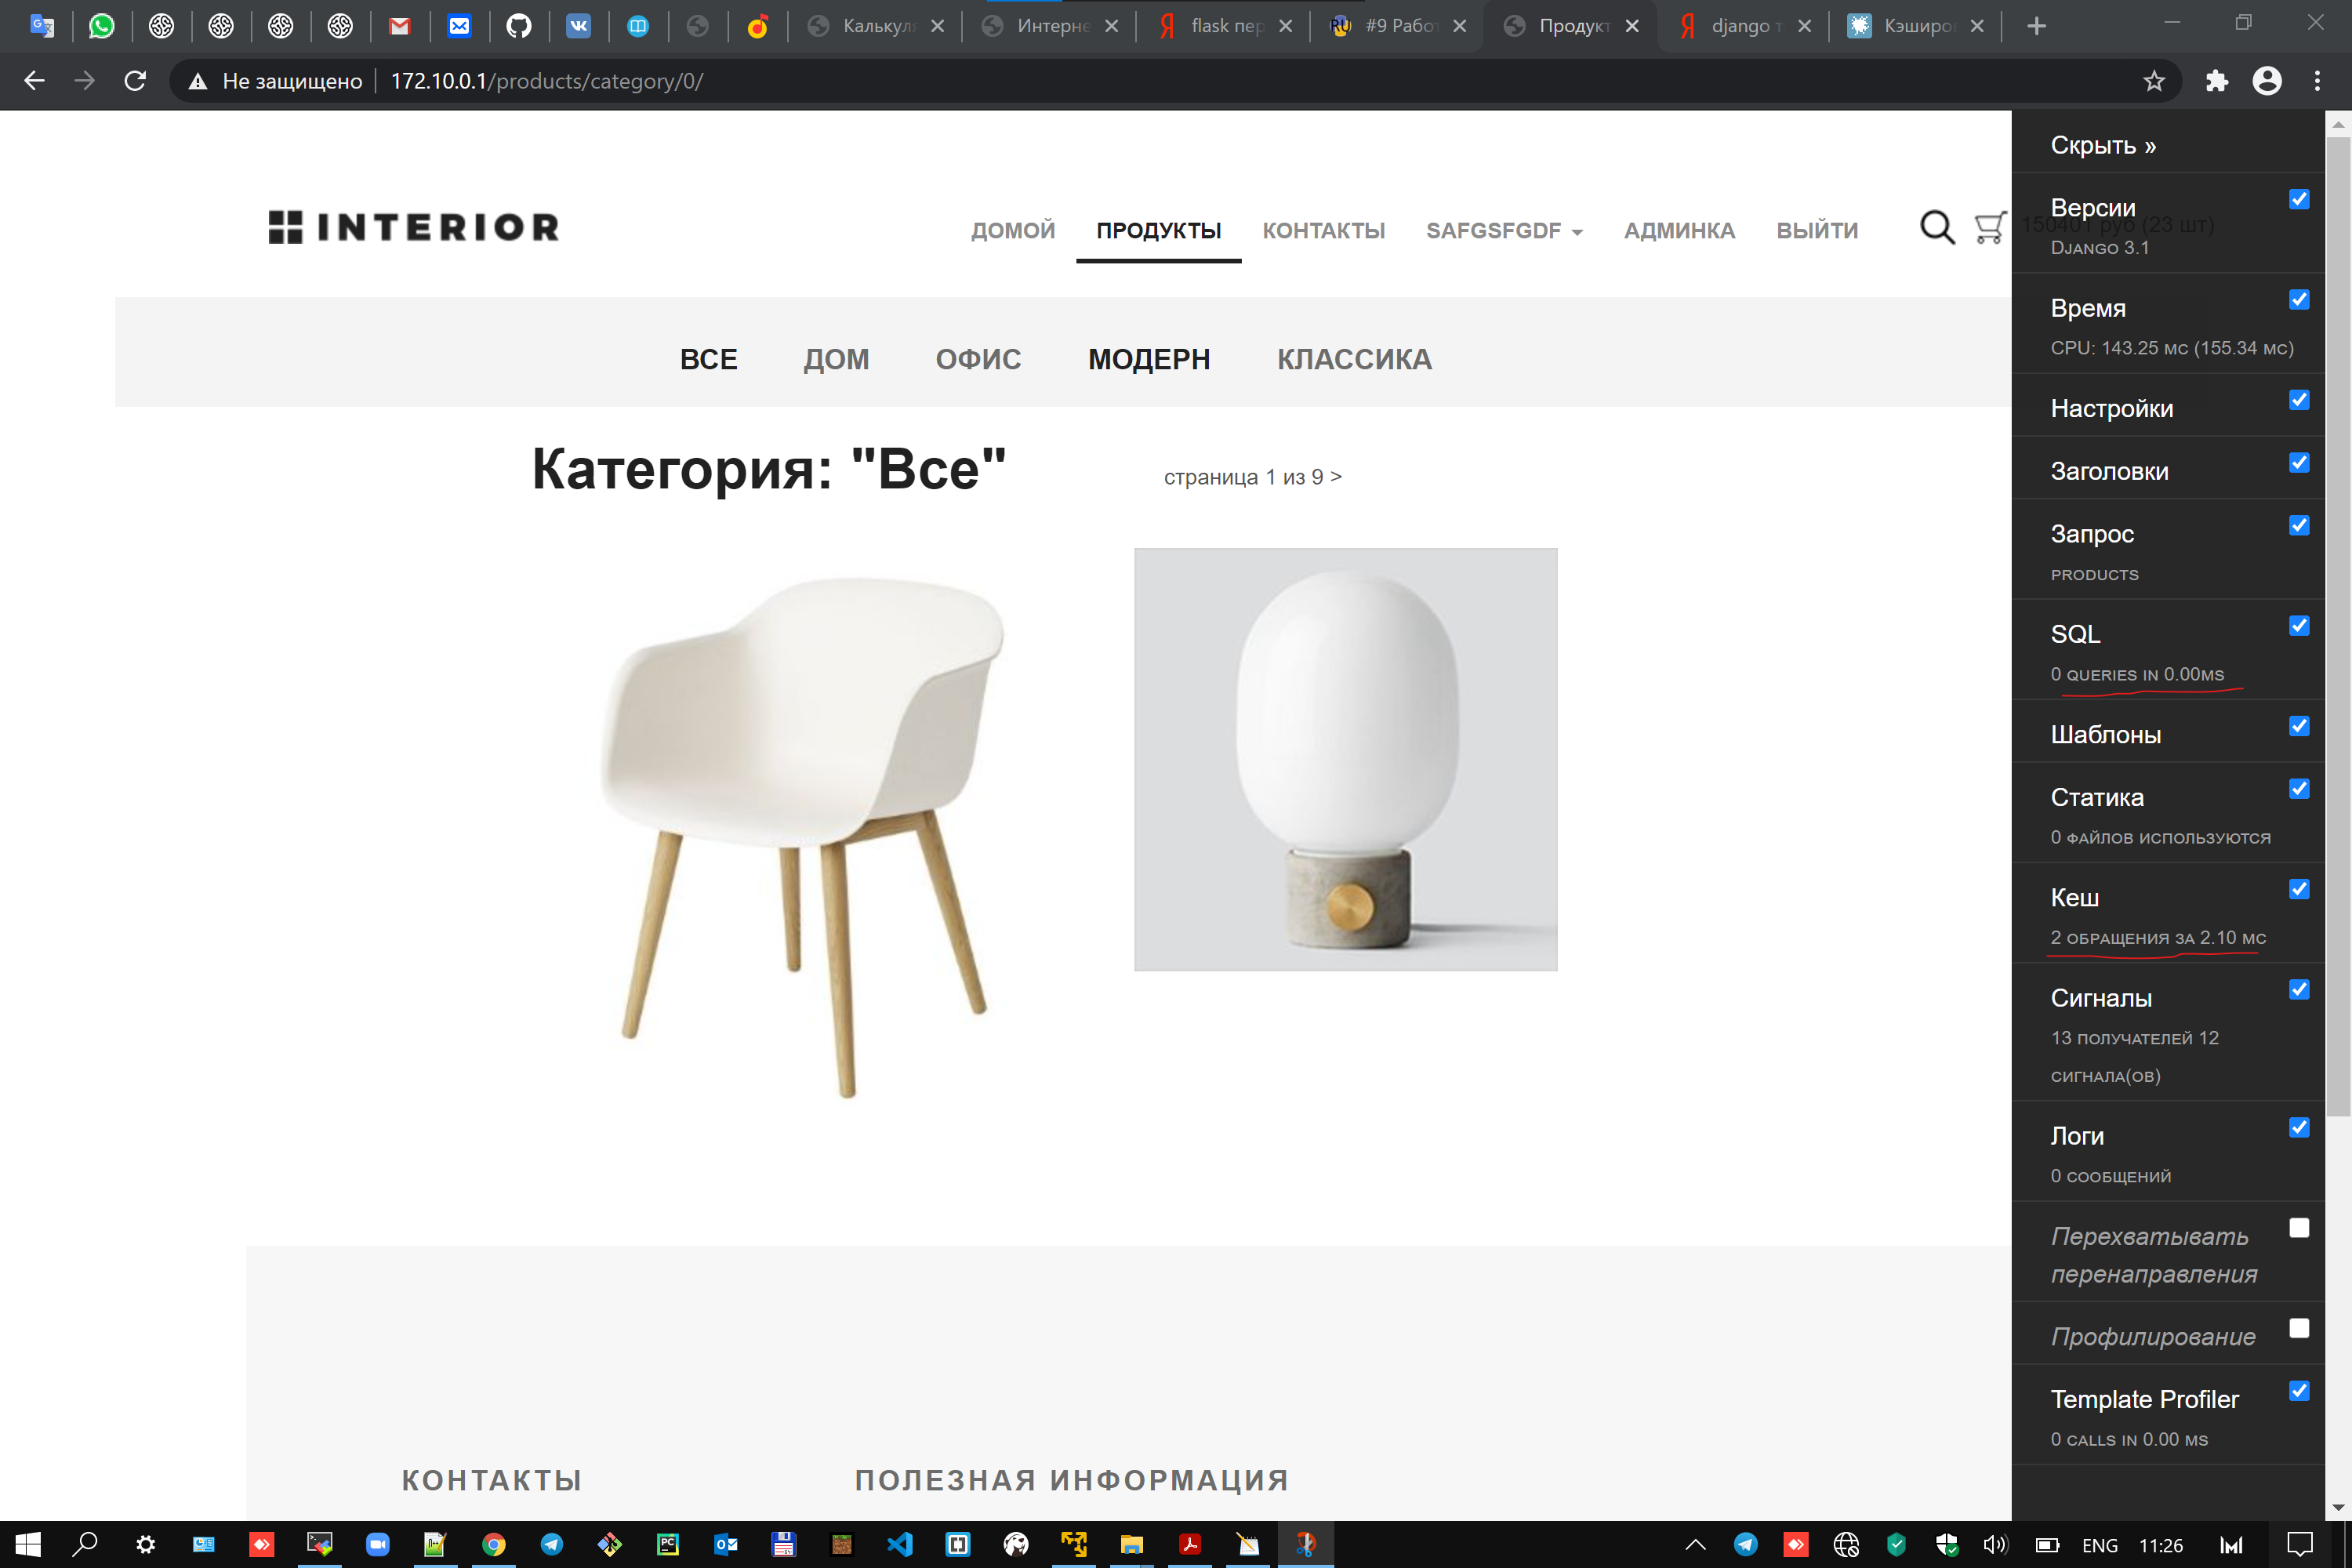 Калькуля
Интерне
flask пер
#9 Рабо
Продукт
django т
Кэширо
Не защищено
172.10.0.1/products/category/0/
INTERIOR
ДОМОЙ ПРОДУКТЫ КОНТАКТЫ SAFGSFGDF АДМИНКА ВЫЙТИ
150401 руб (23 шт)
ВСЕ ДОМ ОФИС МОДЕРН КЛАССИКА
Категория: "Все"
страница 1 из 9 >
КОНТАКТЫ
ПОЛЕЗНАЯ ИНФОРМАЦИЯ
Скрыть »
Версии
Django 3.1
Время
CPU: 143.25 мс (155.34 мс)
Настройки
Заголовки
Запрос
products
SQL
0 queries in 0.00ms
Шаблоны
Статика
0 файлов используются
Кеш
2 обращения за 2.10 мс
Сигналы
13 получателей 12
сигнала(ов)
Логи
0 сообщений
Перехватывать
перенаправления
Профилирование
Template Profiler
0 calls in 0.00 ms
ENG 11:26